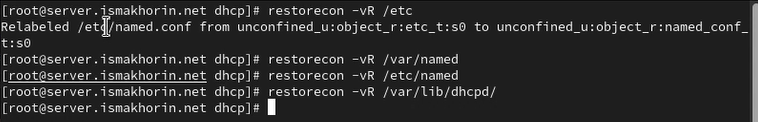 [root@server.ismakhorin.net dhcp]# restorecon -vR /etc
Relabeled /etc/named.conf from unconfined_u:object_r:etc_t:s0 to unconfined_u:object_r:named_conf_
t:s0
[root@server.ismakhorin.net dhcp]# restorecon -vR /var/named
[root@server.ismakhorin.net dhcp]# restorecon -vR /etc/named
[root@server.ismakhorin.net dhcp]# restorecon -vR /var/lib/dhcpd/
[root@server.ismakhorin.net dhcp]#